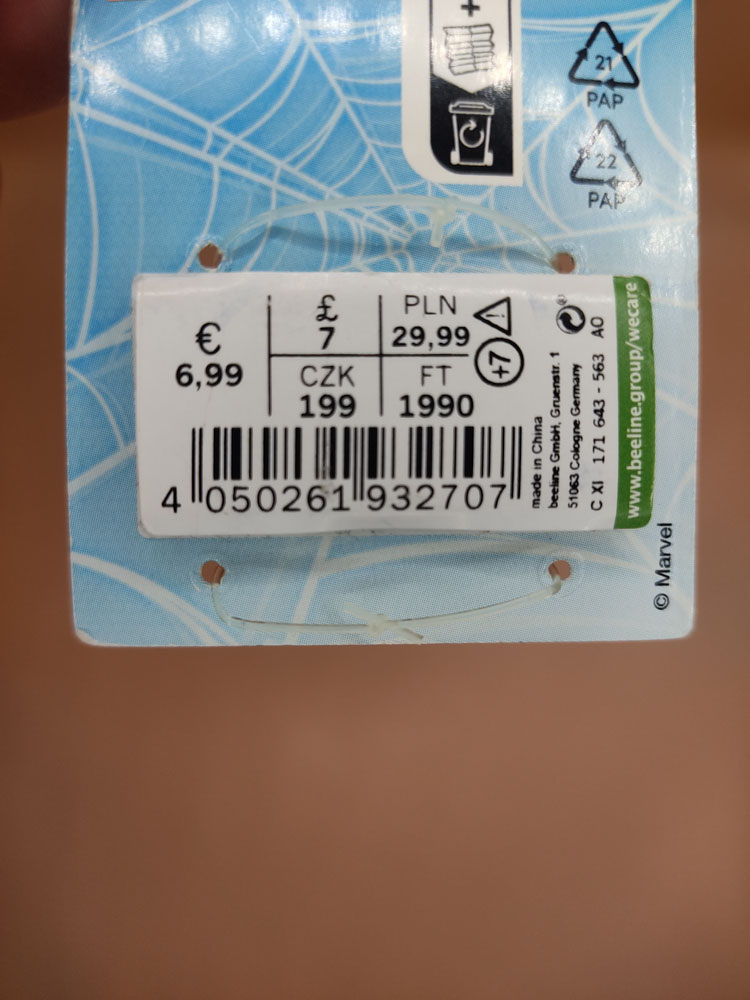 +
21
PAP
22
PAP
€
6,99
£
7
PLN
29,99
CZK
199
FT
1990
+7
4 050261 932707
made in China
beeline GmbH, Gruenstr. 1
51063 Cologne Germany
C XI 171 643 - 563 AO
www.beeline.group/wecare
© Marvel